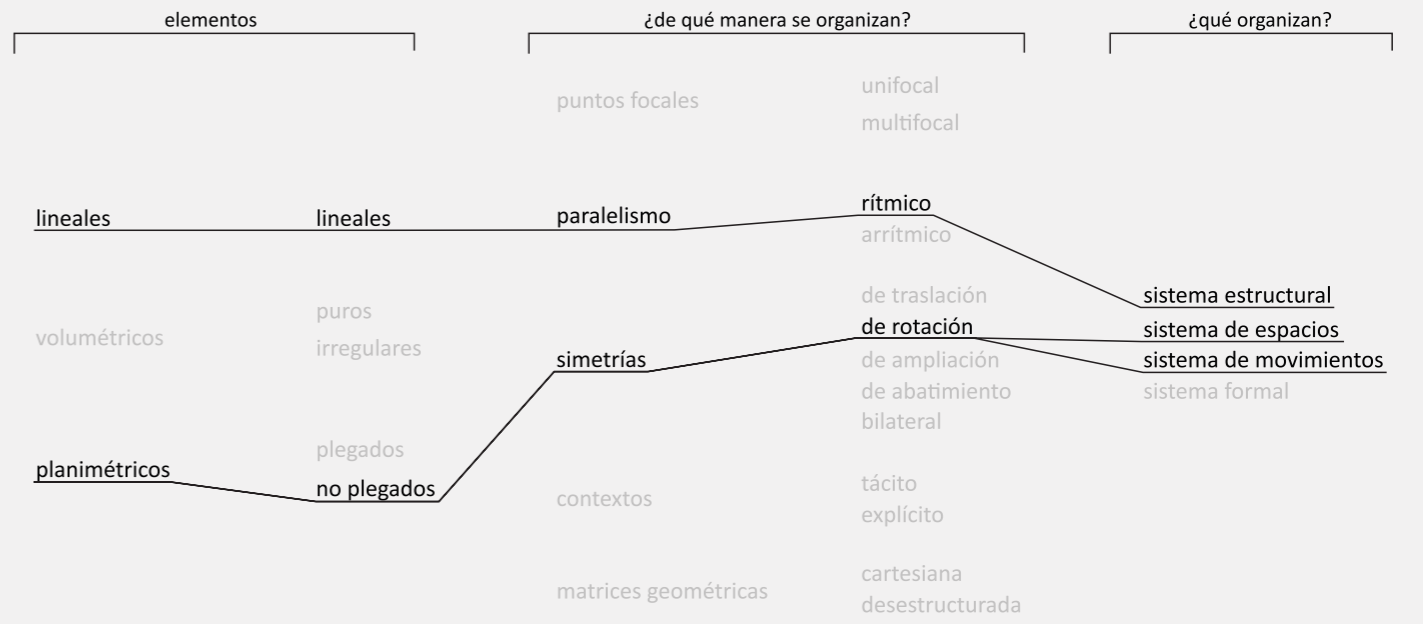 elementos
¿de qué manera se organizan?
¿qué organizan?
puntos focales
unifocal
multifocal
lineales
lineales
paralelismo
rítmico
arrítmico
sistema estructural
volumétricos
puros
irregulares
simetrías
de traslación
de rotación
de ampliación
de abatimiento
bilateral
sistema de espacios
sistema de movimientos
sistema formal
planimétricos
plegados
no plegados
contextos
tácito
explícito
matrices geométricas
cartesiana
desestructurada